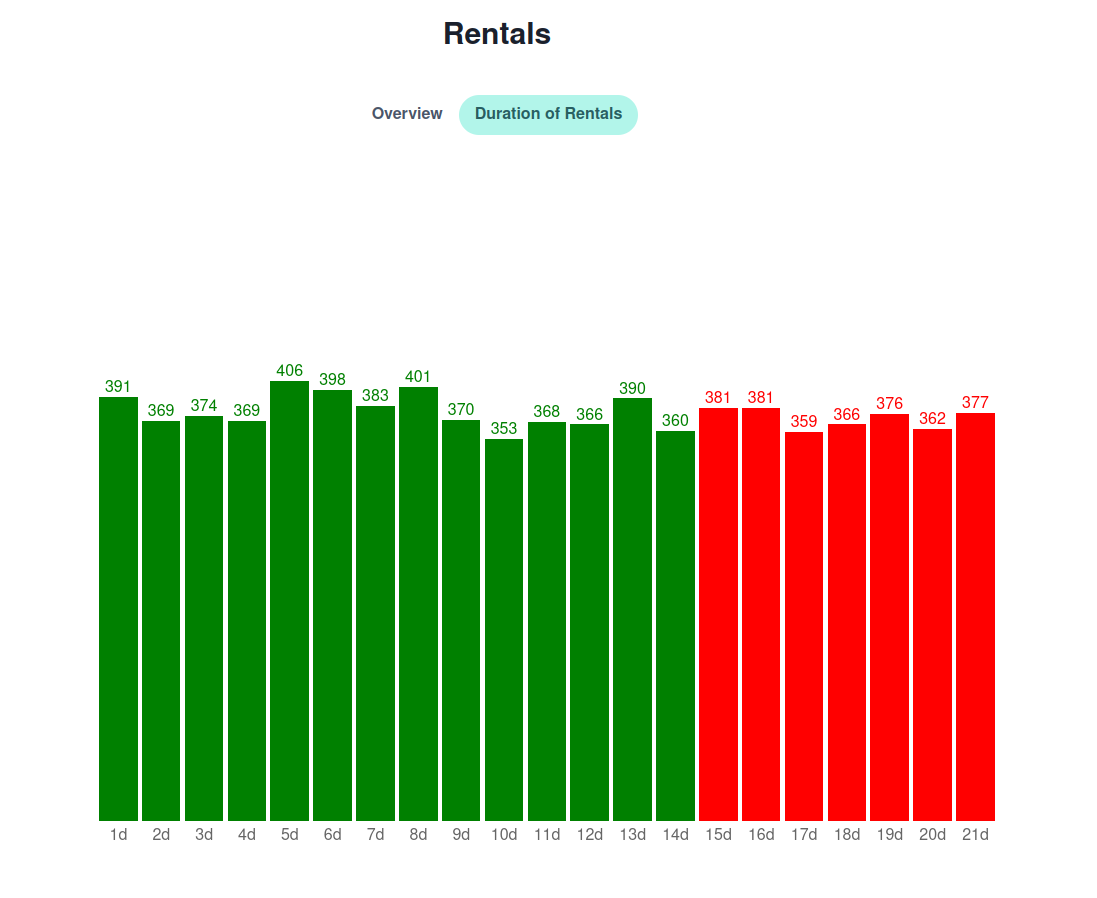 Rentals
Overview Duration of Rentals
391 369 374 369 406 398 383 401 370 353 368 366 390 360 381 381 359 366 376 362 377
1d 2d 3d 4d 5d 6d 7d 8d 9d 10d 11d 12d 13d 14d 15d 16d 17d 18d 19d 20d 21d